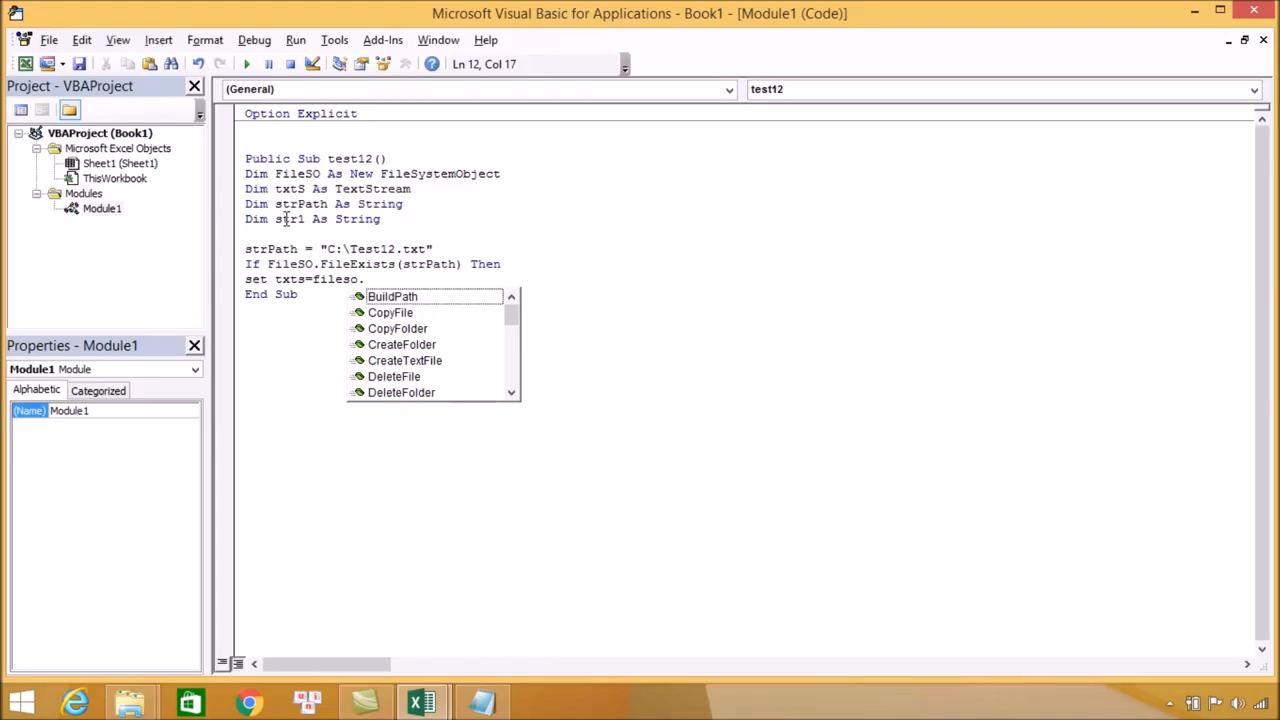 Microsoft Visual Basic for Applications - Book1 - [Module1 (Code)]
File Edit View Insert Format Debug Run Tools Add-Ins Window Help
Ln 12, Col 17
Project - VBAProject
(General)
test12
VBAProject (Book1)
Microsoft Excel Objects
Sheet1 (Sheet1)
ThisWorkbook
Modules
Module1
Option Explicit
Public Sub test12()
Dim FileSO As New FileSystemObject
Dim txtS As TextStream
Dim strPath As String
Dim str1 As String
strPath = "C:\Test12.txt"
If FileSO.FileExists(strPath) Then
set txts=fileso.
End Sub
BuildPath
CopyFile
CopyFolder
CreateFolder
CreateTextFile
DeleteFile
DeleteFolder
Properties - Module1
Module1 Module
Alphabetic Categorized
(Name) Module1